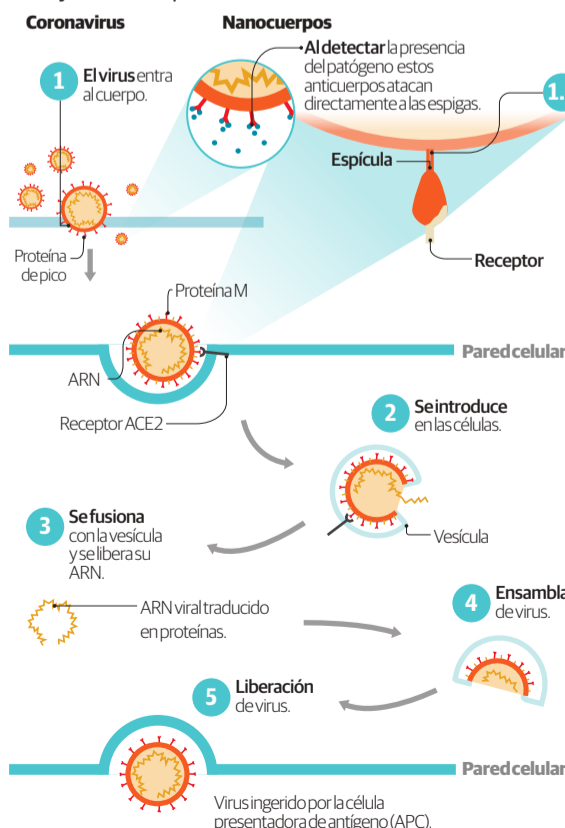 Coronavirus
Nanocuerpos
1
El virus entra
al cuerpo.
Al detectar la presencia
del patógeno estos
anticuerpos atacan
directamente a las espigas.
1.
Espícula
Receptor
Proteína
de pico
Proteína M
Pared celular
ARN
Receptor ACE2
2
Se introduce
en las células.
Vesícula
3
Se fusiona
con la vesícula
y se libera su
ARN.
ARN viral traducido
en proteínas.
4
Ensambla
de virus.
5
Liberación
de virus.
Pared celular
Virus ingerido por la célula
presentadora de antígeno (APC).